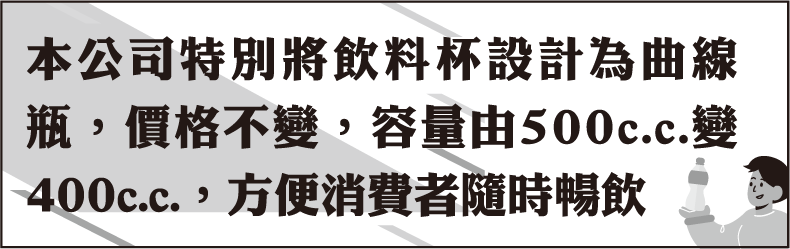 本公司特別將飲料杯設計為曲線
瓶，價格不變，容量由500c.c.變
400c.c.，方便消費者隨時暢飲